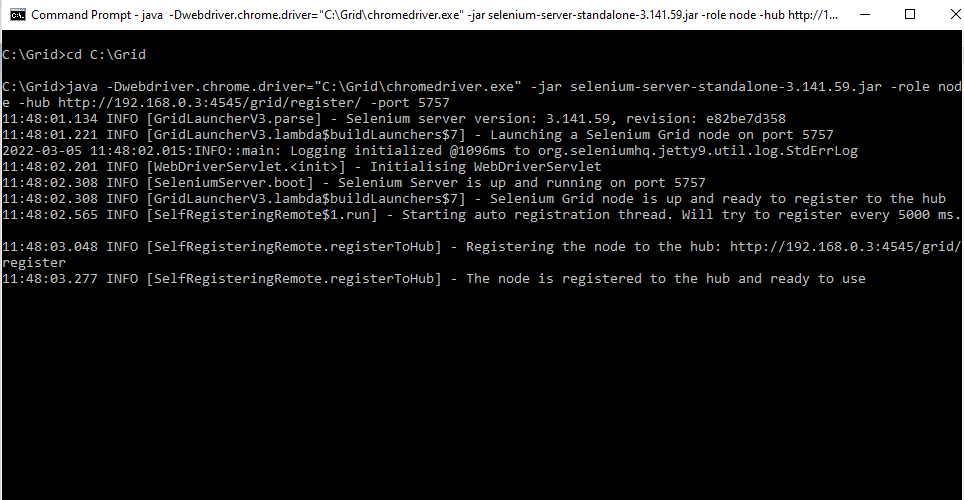 Command Prompt - java  -Dwebdriver.chrome.driver="C:\Grid\chromedriver.exe" -jar selenium-server-standalone-3.141.59.jar -role node -hub http://1...
C:\Grid>cd C:\Grid
C:\Grid>java -Dwebdriver.chrome.driver="C:\Grid\chromedriver.exe" -jar selenium-server-standalone-3.141.59.jar -role nod
e -hub http://192.168.0.3:4545/grid/register/ -port 5757
11:48:01.134 INFO [GridLauncherV3.parse] - Selenium server version: 3.141.59, revision: e82be7d358
11:48:01.221 INFO [GridLauncherV3.lambda$buildLaunchers$7] - Launching a Selenium Grid node on port 5757
2022-03-05 11:48:02.015:INFO::main: Logging initialized @1096ms to org.seleniumhq.jetty9.util.log.StdErrLog
11:48:02.201 INFO [WebDriverServlet.<init>] - Initialising WebDriverServlet
11:48:02.308 INFO [SeleniumServer.boot] - Selenium Server is up and running on port 5757
11:48:02.308 INFO [GridLauncherV3.lambda$buildLaunchers$7] - Selenium Grid node is up and ready to register to the hub
11:48:02.565 INFO [SelfRegisteringRemote$1.run] - Starting auto registration thread. Will try to register every 5000 ms.
11:48:03.048 INFO [SelfRegisteringRemote.registerToHub] - Registering the node to the hub: http://192.168.0.3:4545/grid/
register
11:48:03.277 INFO [SelfRegisteringRemote.registerToHub] - The node is registered to the hub and ready to use